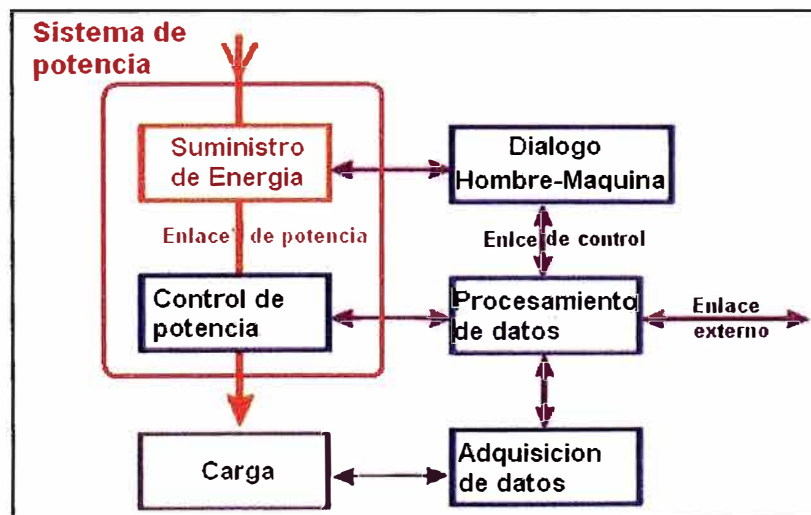 Sistema de
potencia
Suministro
de Energia
Dialogo
Hombre-Maquina
Enlace de potencia
Enlce de control
Control de
potencia
Procesamiento
de datos
Enlace
externo
Carga
Adquisicion
de datos